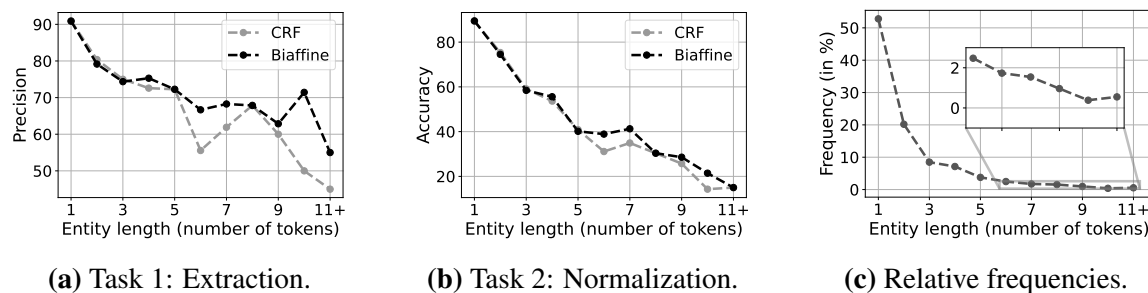 90
80
70
60
50
Precision
CRF
Biaffine
1 3 5 7 9 11+
Entity length (number of tokens)
(a) Task 1: Extraction.
80
60
40
20
Accuracy
CRF
Biaffine
1 3 5 7 9 11+
Entity length (number of tokens)
(b) Task 2: Normalization.
50
40
30
20
10
0
Frequency (in %)
2
0
1 3 5 7 9 11+
Entity length (number of tokens)
(c) Relative frequencies.